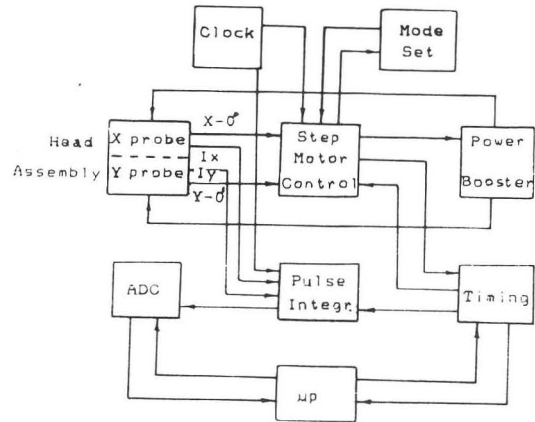 Clock
Mode
Set
X-0°
Head
X probe
Step
Power
Ix
Motor
Assembly
Y probe
Iy
Control
Booster
Y-0°
ADC
Pulse
Integr.
Timing
µp